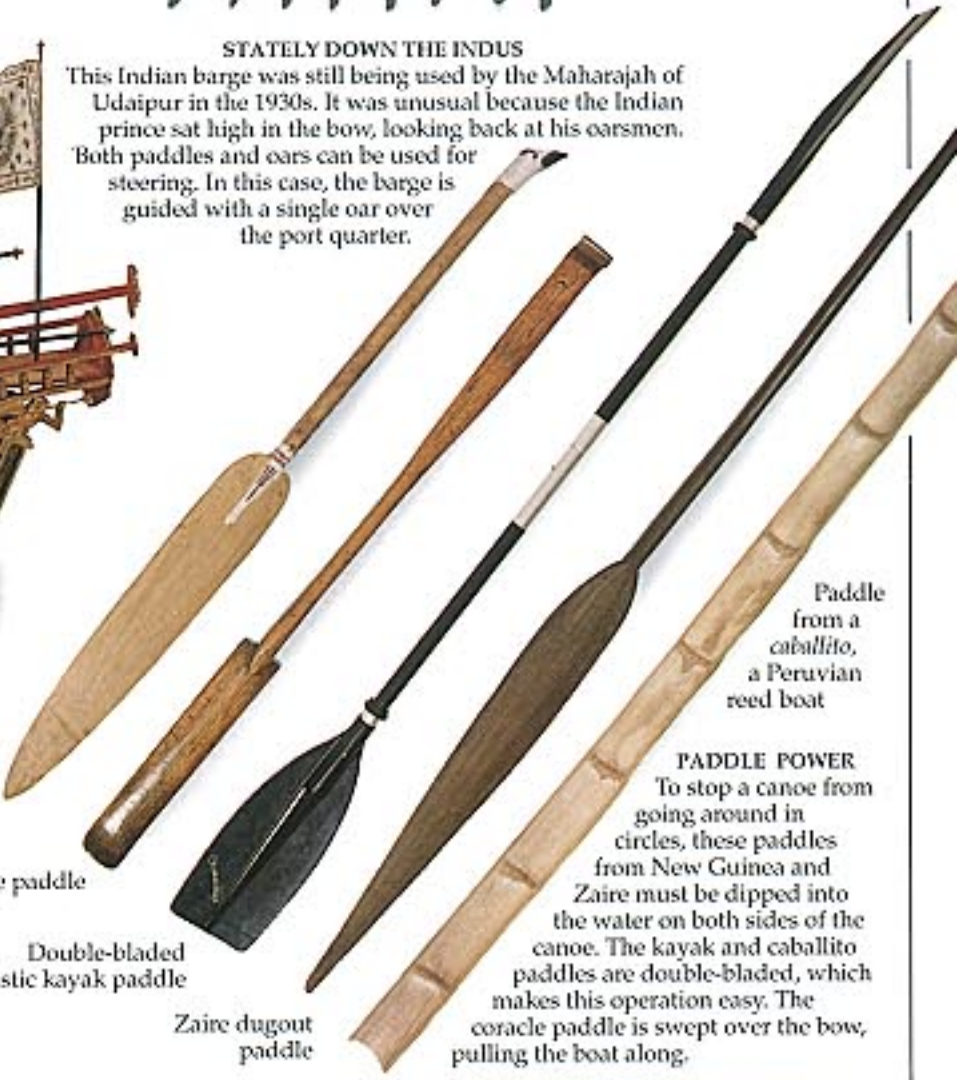 STATELY DOWN THE INDUS
This Indian barge was still being used by the Maharajah of
Udaipur in the 1930s. It was unusual because the Indian
prince sat high in the bow, looking back at his oarsmen.
Both paddles and oars can be used for
steering. In this case, the barge is
guided with a single oar over
the port quarter.
Paddle
from a
caballito,
a Peruvian
reed boat
PADDLE POWER
To stop a canoe from
going around in
circles, these paddles
from New Guinea and
Zaire must be dipped into
the water on both sides of the
canoe. The kayak and caballito
paddles are double-bladed, which
makes this operation easy. The
coracle paddle is swept over the bow,
pulling the boat along.
paddle
Double-bladed
kayak paddle
Zaire dugout
paddle